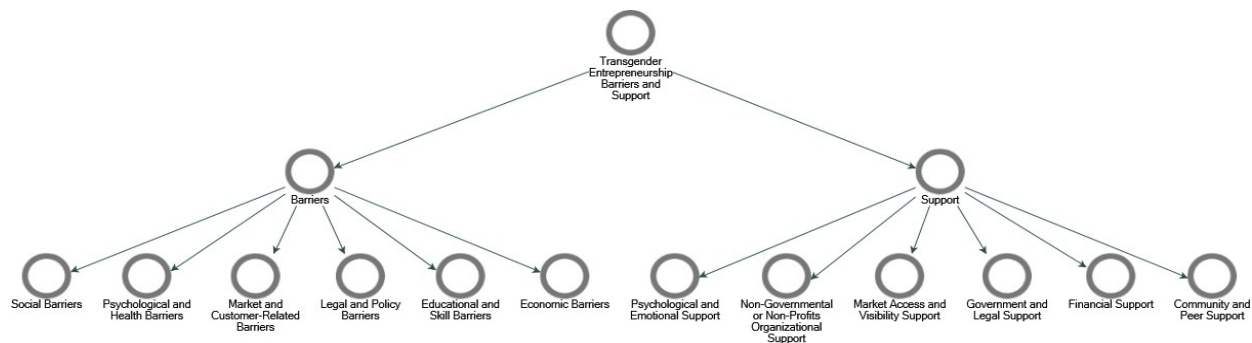 Transgender
Entrepreneurship
Barriers and
Support
Barriers
Support
Social Barriers
Psychological and
Health Barriers
Market and
Customer-Related
Barriers
Legal and Policy
Barriers
Educational and
Skill Barriers
Economic Barriers
Psychological and
Emotional Support
Non-Governmental
or Non-Profits
Organizational
Support
Market Access and
Visibility Support
Government and
Legal Support
Financial Support
Community and
Peer Support